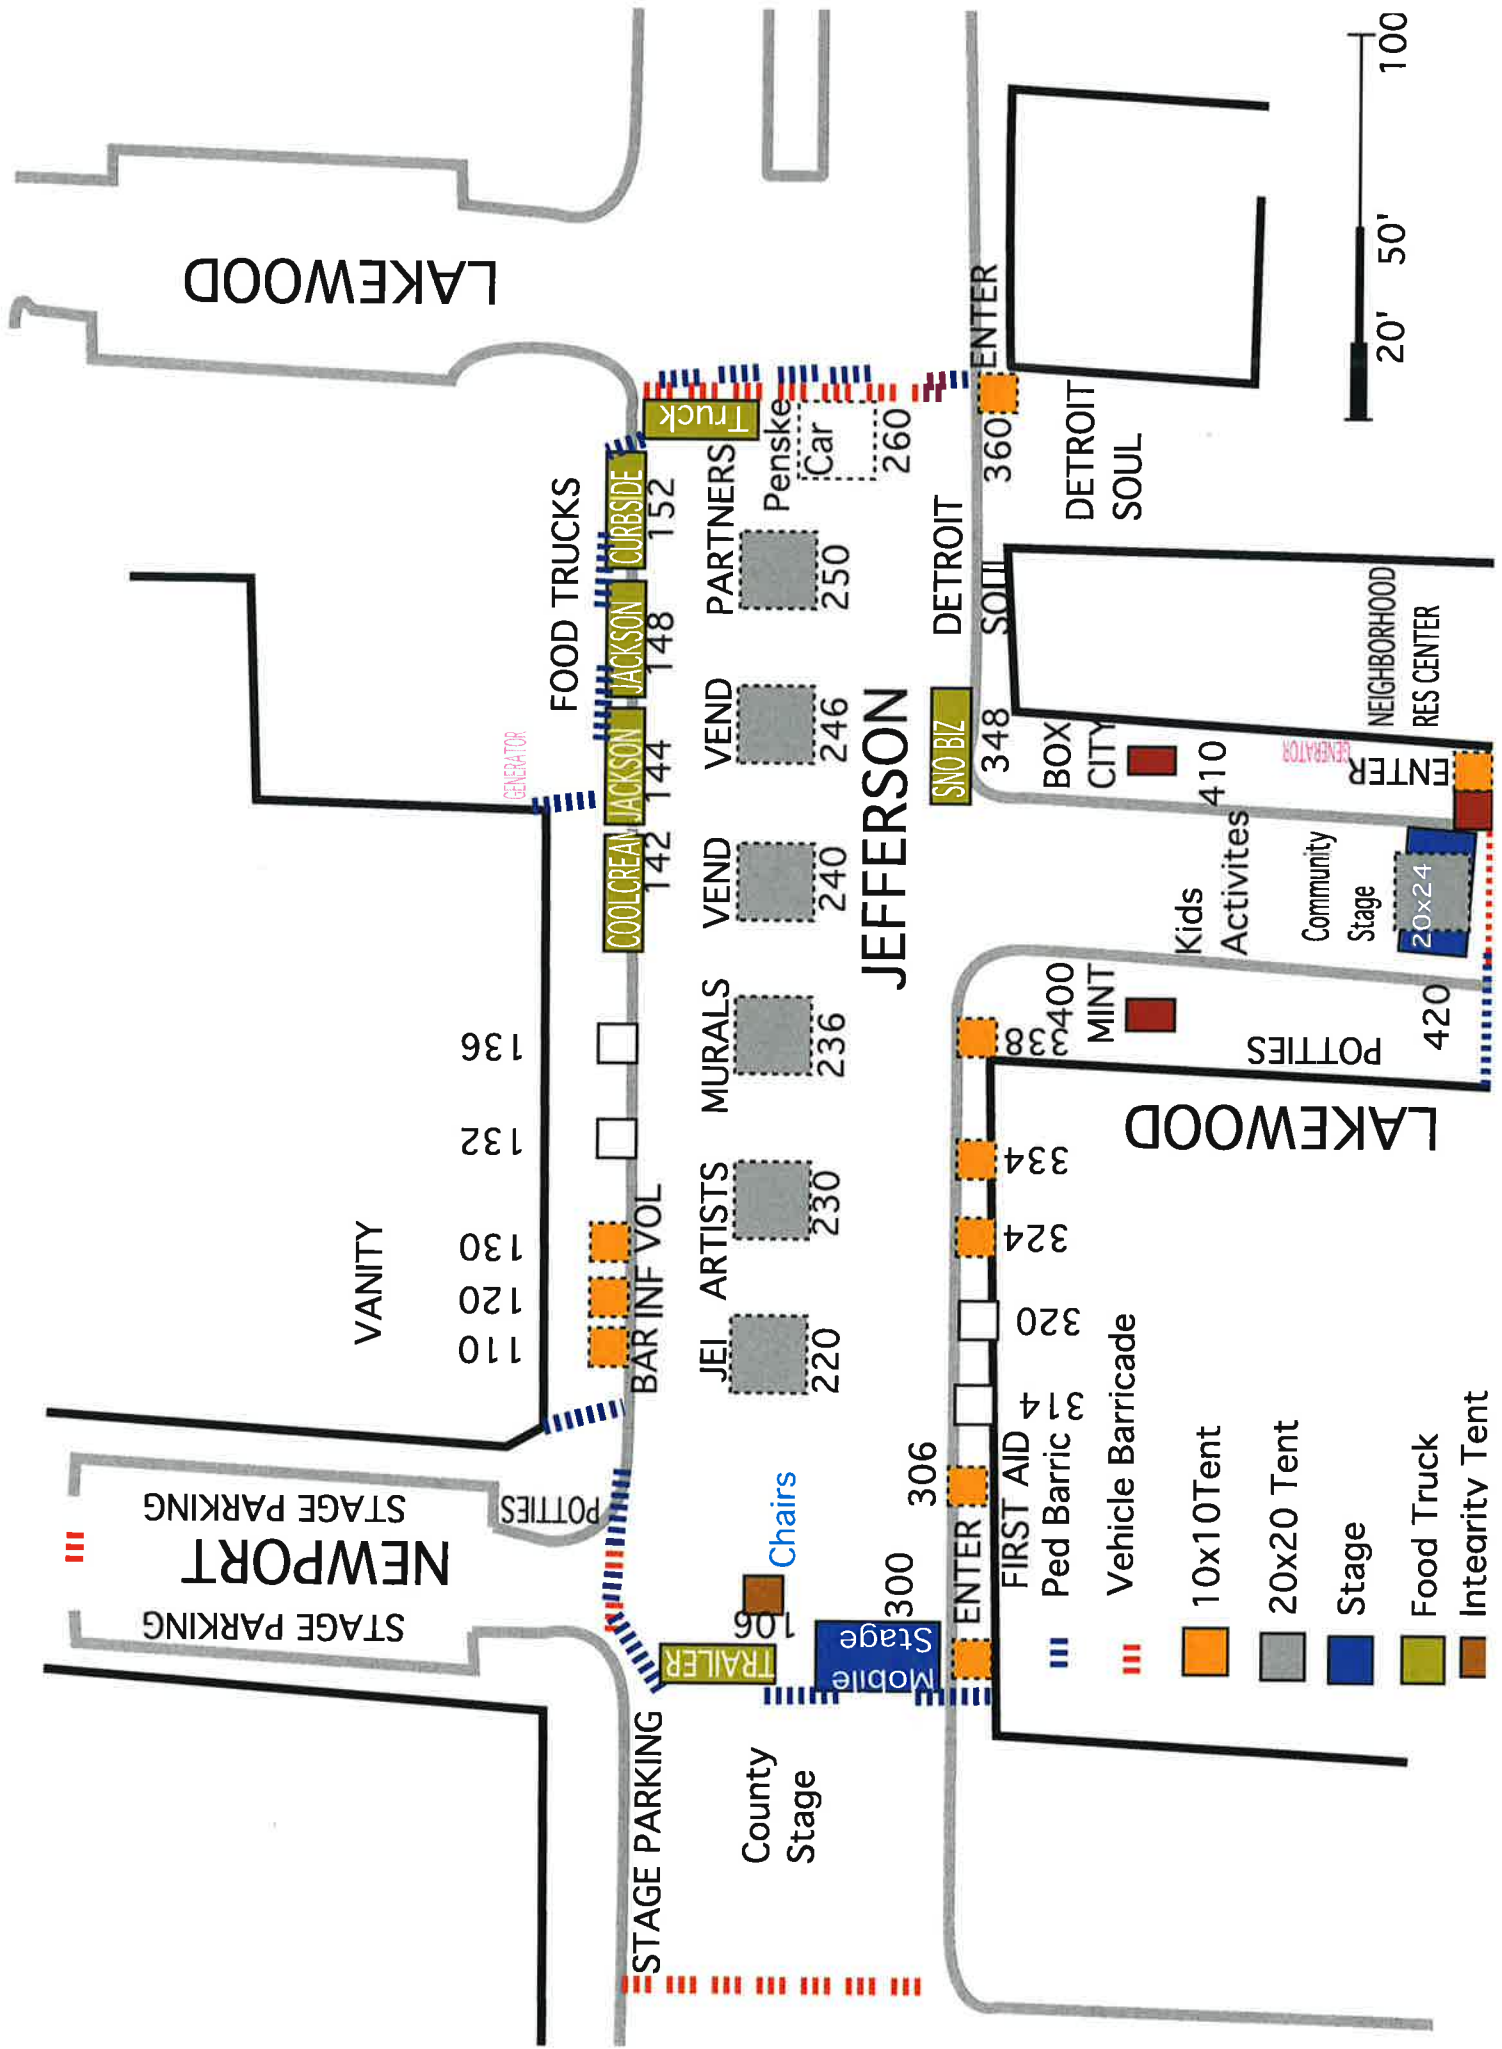 LAKEWOOD
FOOD TRUCKS
GENERATOR
COOLCREAM
JACKSON
JACKSON
CURBSIDE
Truck
142
144
148
152
VANITY
110
120
130
132
136
BAR
INF
VOL
NEWPORT
STAGE PARKING
STAGE PARKING
POTTIES
STAGE PARKING
TRAILER
106
Chairs
County
Stage
Mobile
Stage
300
JEI
220
ARTISTS
230
MURALS
236
VEND
240
VEND
246
PARTNERS
250
Penske
Car
260
JEFFERSON
ENTER
306
FIRST AID
314
320
324
334
338
SNO BIZ
348
DETROIT
SOUL
360
ENTER
DETROIT
SOUL
LAKEWOOD
400
MINT
POTTIES
420
Kids
Activites
Community
Stage
20x24
BOX
CITY
410
GENERATOR
ENTER
NEIGHBORHOOD
RES CENTER
Ped Barric
Vehicle Barricade
10x10Tent
20x20 Tent
Stage
Food Truck
Integrity Tent
20'
50'
100